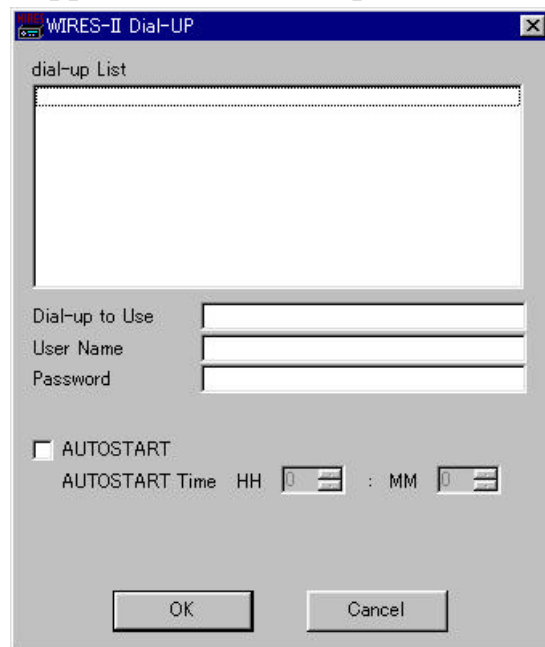 WIRES-II Dial-UP
dial-up List
Dial-up to Use
User Name
Password
AUTOSTART
AUTOSTART Time HH 0 : MM 0
OK Cancel